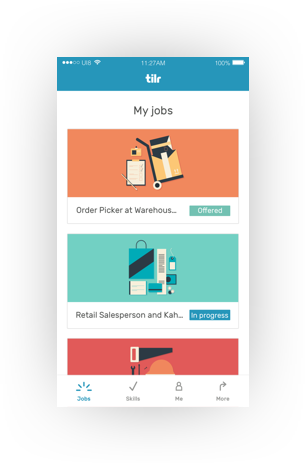 UI8 11:27AM 100%
tilr
My jobs
Order Picker at Warehous...
Offered
Retail Salesperson and Kah...
In progress
Jobs Skills Me More